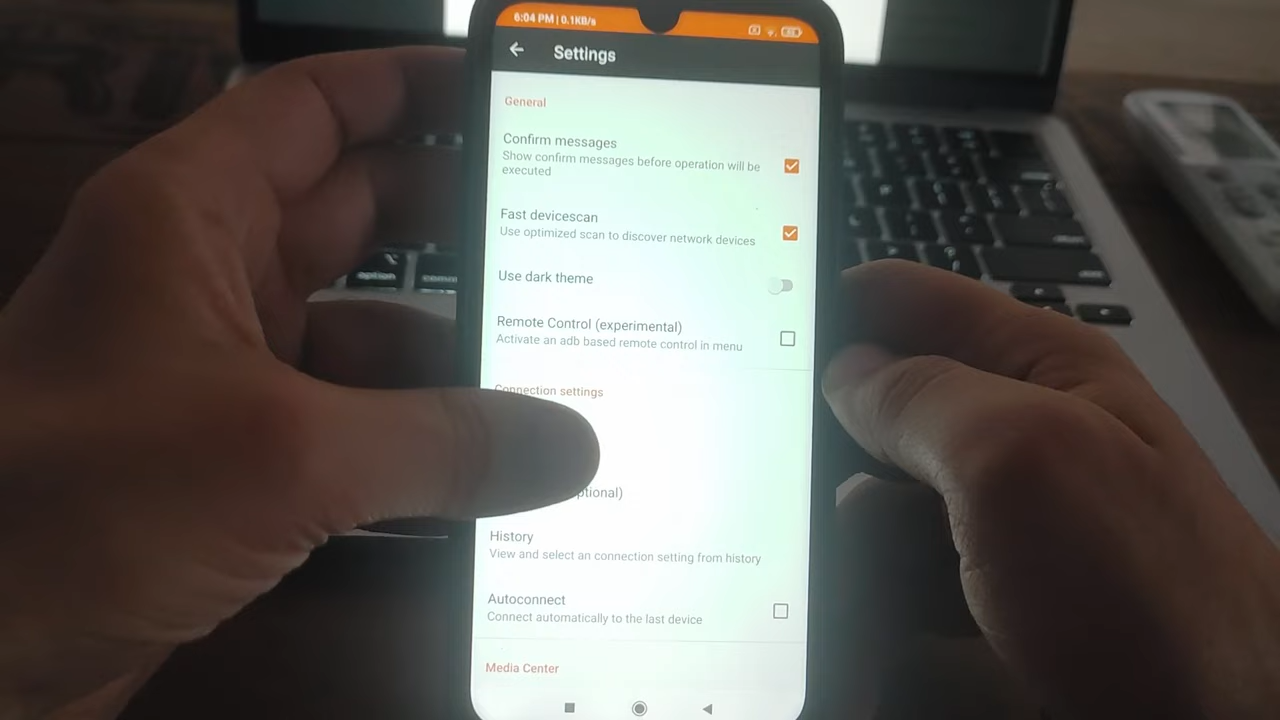 6:04 PM | 0.1KB/s
Settings
General
Confirm messages
Show confirm messages before operation will be
executed
Fast devicescan
Use optimized scan to discover network devices
Use dark theme
Remote Control (experimental)
Activate an adb based remote control in menu
Connection settings
ptional)
History
View and select an connection setting from history
Autoconnect
Connect automatically to the last device
Media Center
option